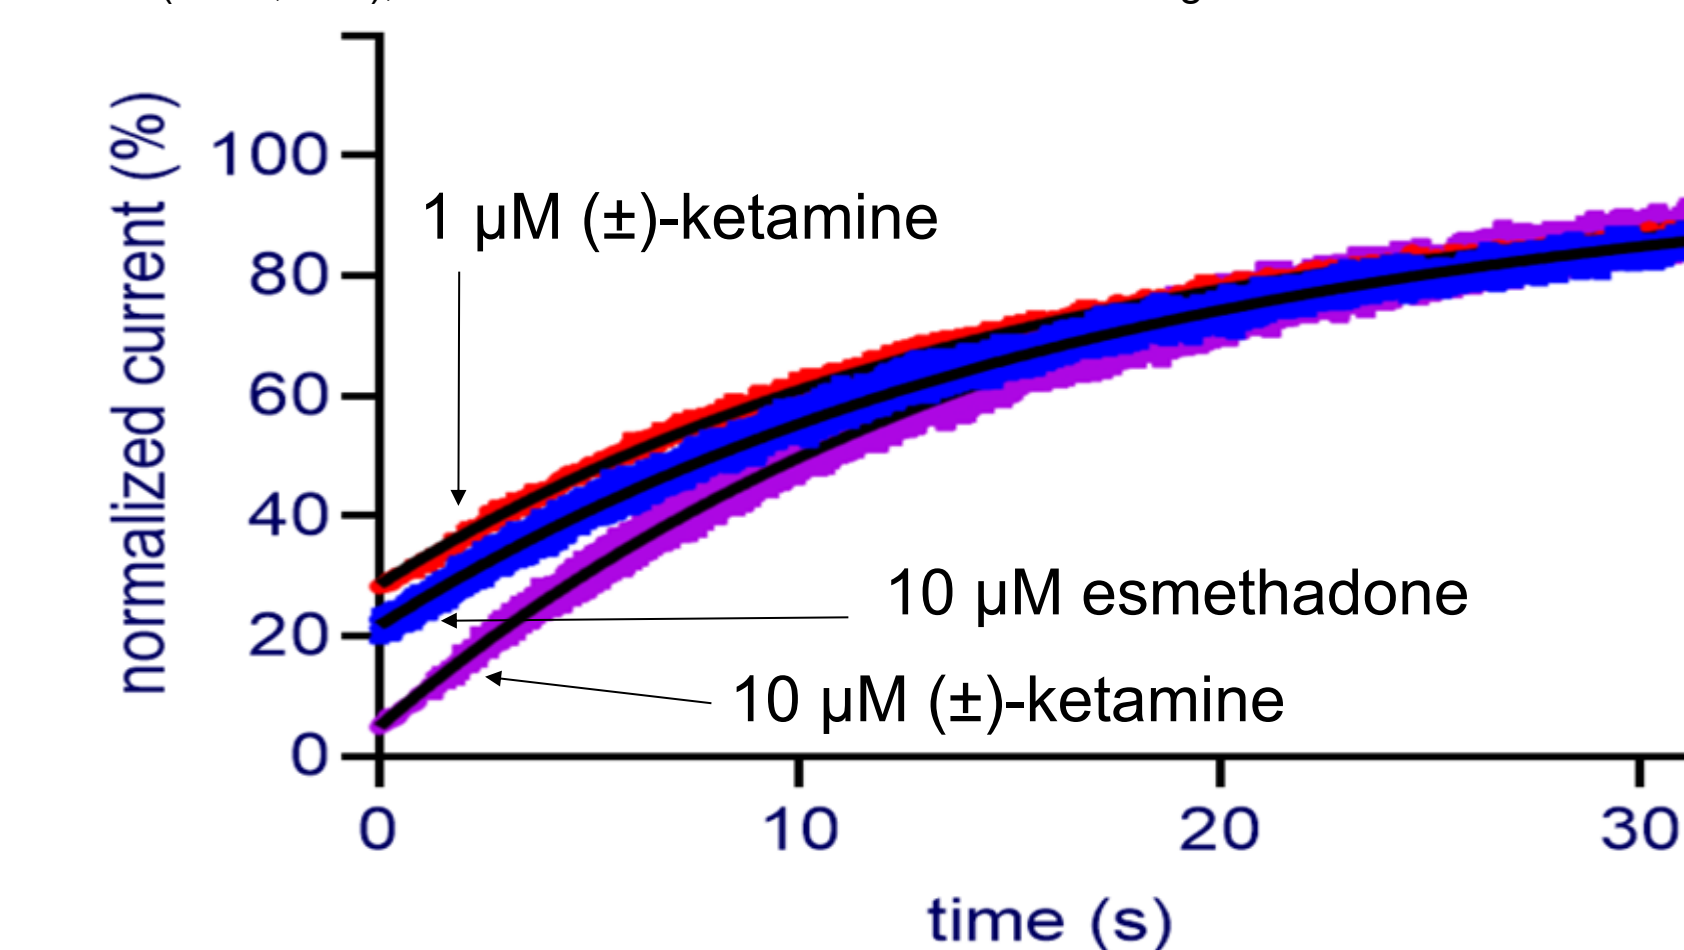 normalized current (%)
100
80
60
40
20
0
1 µM (±)-ketamine
10 µM esmethadone
10 µM (±)-ketamine
0 10 20 30
time (s)